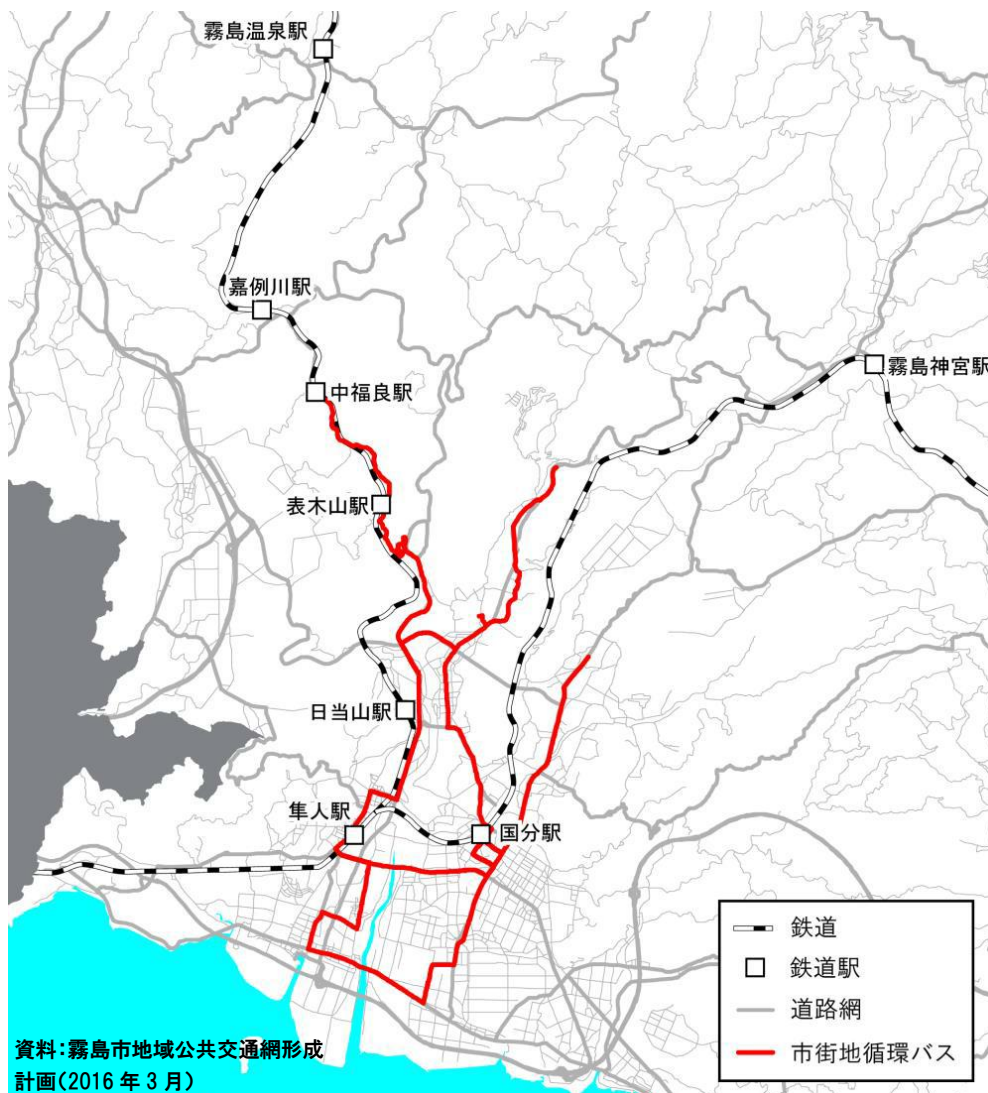 霧島温泉駅
嘉例川駅
霧島神宮駅
中福良駅
表木山駅
日当山駅
隼人駅
国分駅
鉄道
鉄道駅
道路網
市街地循環バス
資料:霧島市地域公共交通網形成
計画(2016年3月)